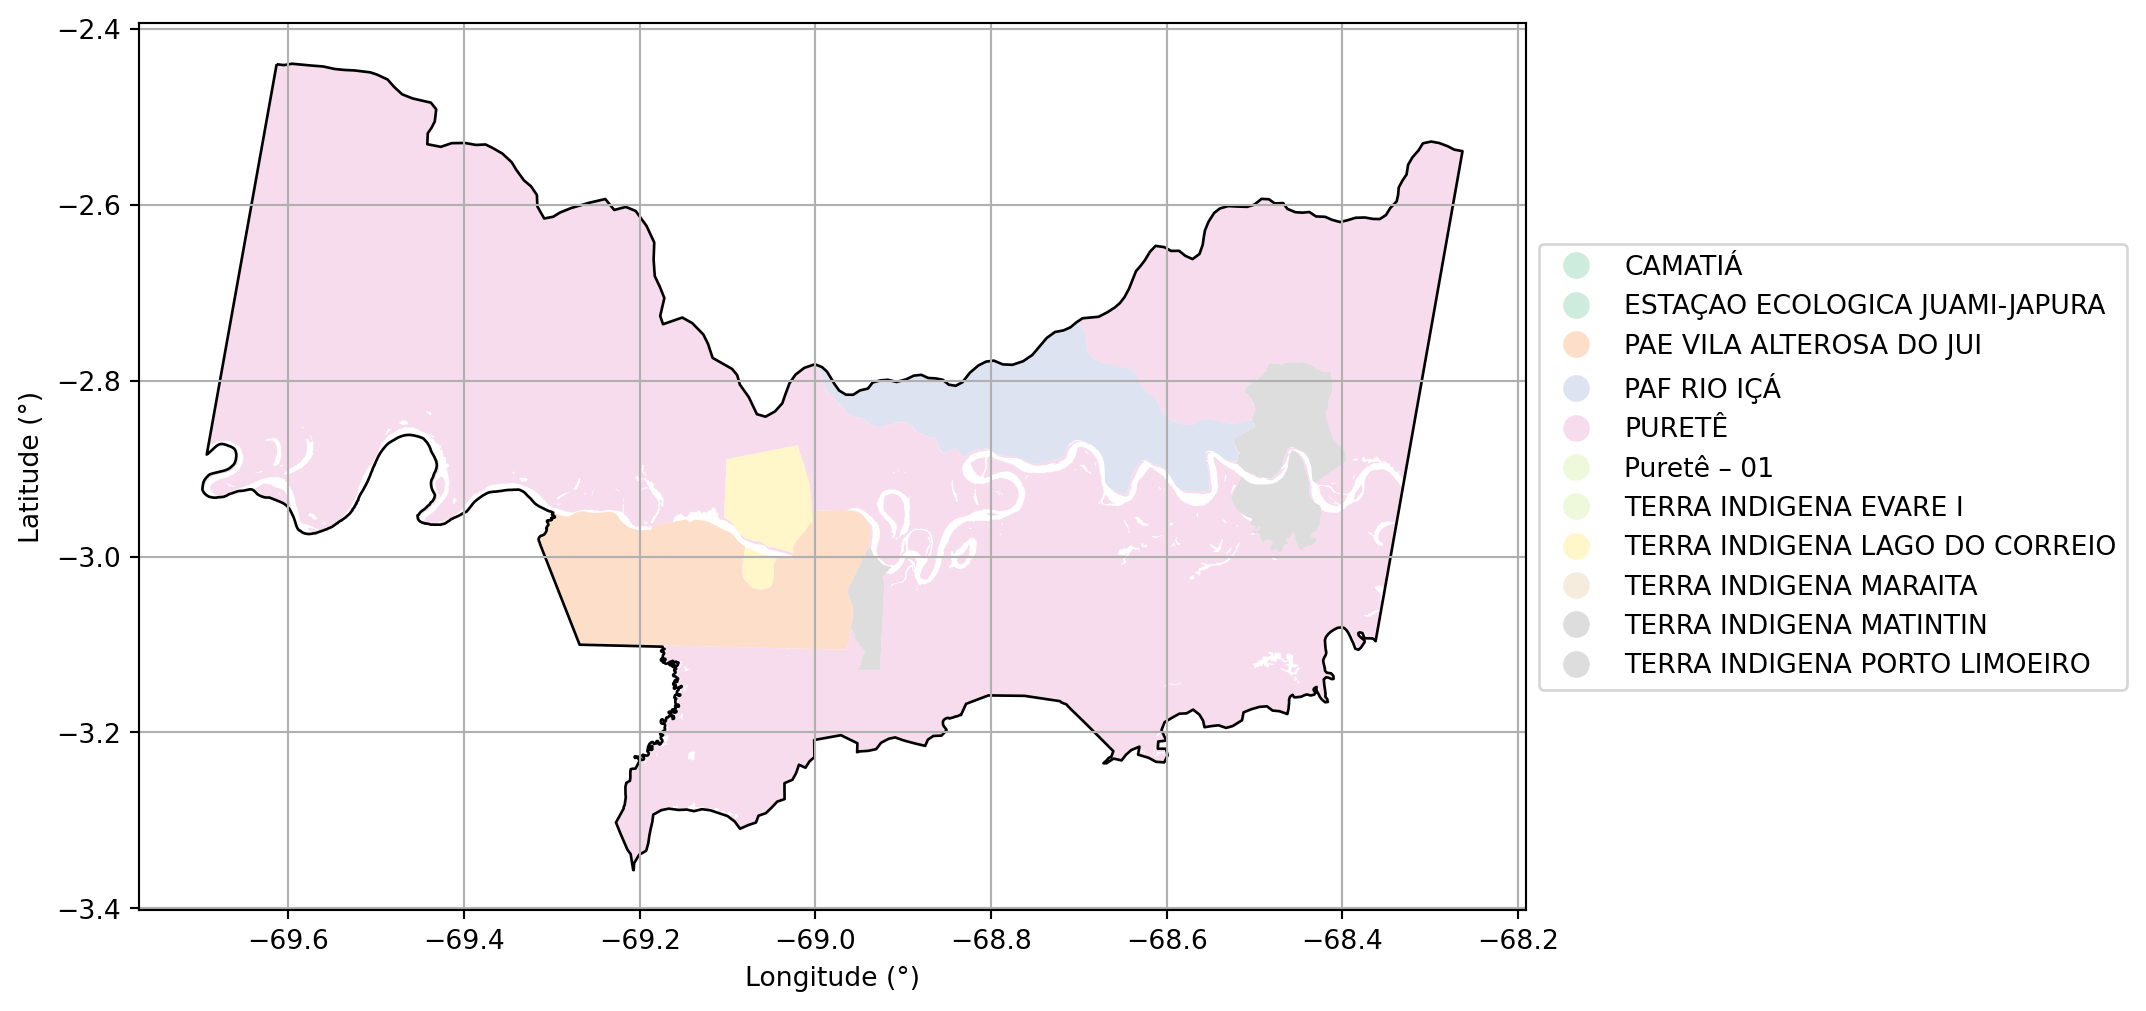 −2.4
−2.6
−2.8
−3.0
−3.2
−3.4
Latitude (°)
−69.6
−69.4
−69.2
−69.0
−68.8
−68.6
−68.4
−68.2
Longitude (°)
CAMATIÁ
ESTAÇAO ECOLOGICA JUAMI-JAPURA
PAE VILA ALTEROSA DO JUI
PAF RIO IÇÁ
PURETÊ
Puretê – 01
TERRA INDIGENA EVARE I
TERRA INDIGENA LAGO DO CORREIO
TERRA INDIGENA MARAITA
TERRA INDIGENA MATINTIN
TERRA INDIGENA PORTO LIMOEIRO